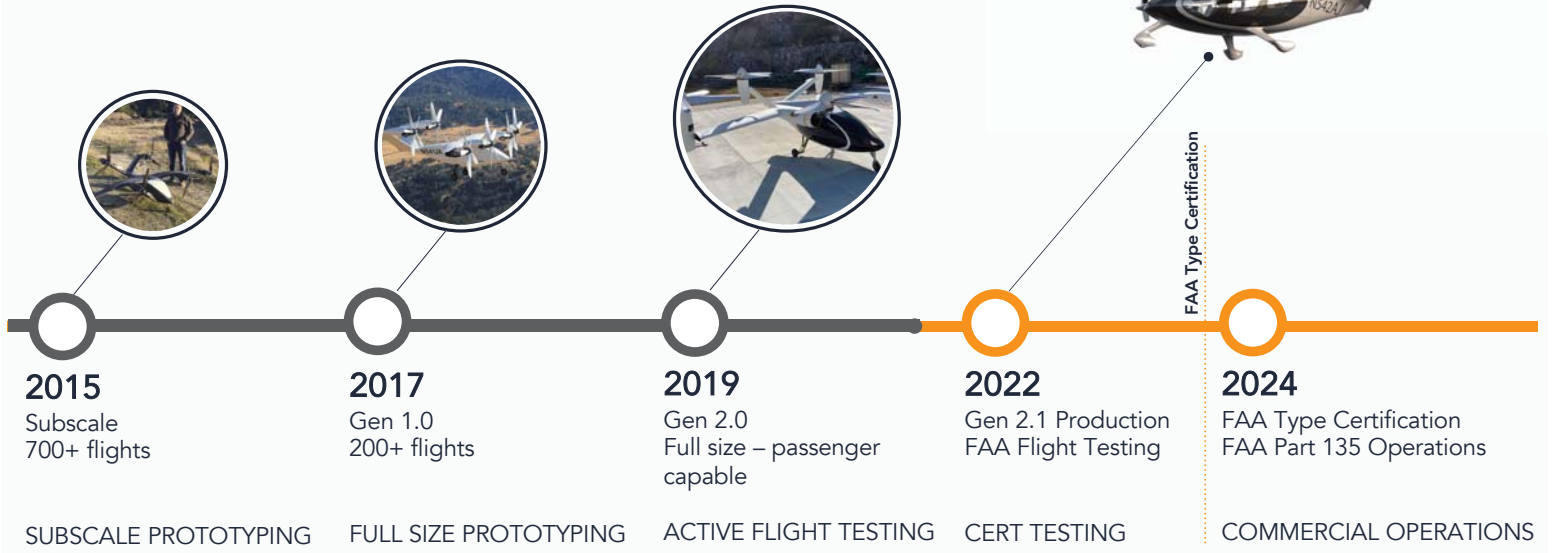 N542AJ
FAA Type Certification
2015
Subscale
700+ flights
SUBSCALE PROTOTYPING
2017
Gen 1.0
200+ flights
FULL SIZE PROTOTYPING
2019
Gen 2.0
Full size – passenger
capable
ACTIVE FLIGHT TESTING
2022
Gen 2.1 Production
FAA Flight Testing
CERT TESTING
2024
FAA Type Certification
FAA Part 135 Operations
COMMERCIAL OPERATIONS